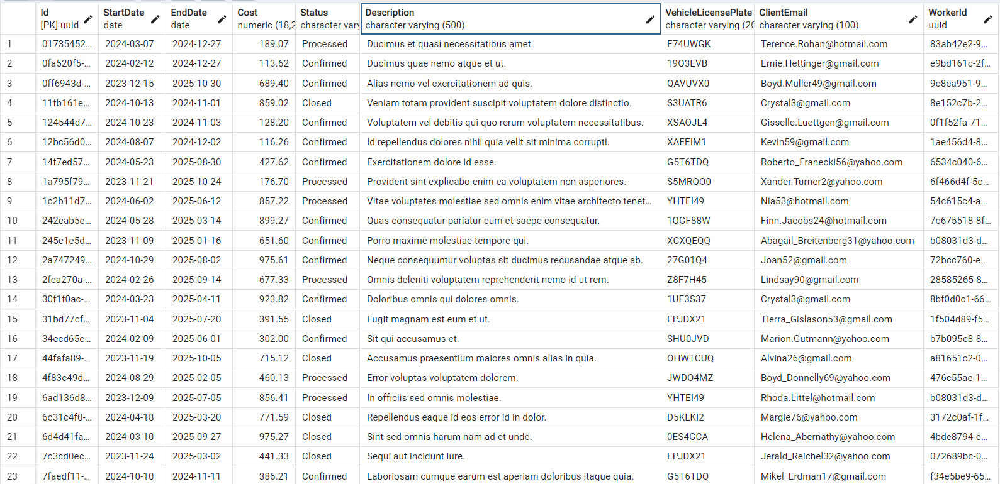 Id StartDate EndDate Cost Status Description VehicleLicensePlate ClientEmail WorkerId
[PK] uuid date date numeric (18,2 character vary character varying (500) character varying (20 character varying (100) uuid
1 01735452... 2024-03-07 2024-12-27 189.07 Processed Ducimus et quasi necessitatibus amet. E74UWGK Terence.Rohan@hotmail.com 83ab42e2-9...
2 0fa520f5-... 2024-02-12 2024-12-27 113.62 Confirmed Ducimus quae nemo atque et ut. 19Q3EVB Ernie.Hettinger@gmail.com e9bd161c-2f...
3 0ff6943d-... 2023-12-15 2025-10-30 689.40 Confirmed Alias nemo vel exercitationem ad quis. QAVUVX0 Boyd.Muller49@gmail.com 9c8ea951-9...
4 11fb161e... 2024-10-13 2024-11-01 859.02 Closed Veniam totam provident suscipit voluptatem dolore distinctio. S3UATR6 Crystal3@gmail.com 8e152c7b-2...
5 124544d7... 2024-10-23 2024-11-03 128.20 Confirmed Voluptatem vel debitis qui quo rerum voluptatem necessitatibus. XSAOJL4 Gisselle.Luettgen@gmail.com 0f1f52fa-71...
6 12bc56d0... 2024-08-07 2024-12-02 116.26 Confirmed Id repellendus dolores nihil quia velit sit minima corrupti. XAFEIM1 Kevin59@gmail.com 1ae456d4-8...
7 14f7ed57... 2024-05-23 2025-08-30 427.62 Confirmed Exercitationem dolore id esse. G5T6TDQ Roberto_Franecki56@yahoo.com 6534c040-6...
8 1a795f79... 2023-11-21 2025-10-24 176.70 Processed Provident sint explicabo enim ea voluptatem non asperiores. S5MRQO0 Xander.Turner2@yahoo.com 6f466d4f-5c...
9 1c2b11d7... 2024-06-02 2025-06-12 857.22 Processed Vitae voluptates molestiae sed omnis enim vitae architecto tenet... YHTEI49 Nia53@hotmail.com 54c615c4-a...
10 242eab5e... 2024-05-28 2025-03-14 899.27 Confirmed Quas consequatur pariatur eum et saepe consequatur. 1QGF88W Finn.Jacobs24@hotmail.com 7c675518-8f...
11 245e1e5d... 2023-11-09 2025-01-16 651.60 Confirmed Porro maxime molestiae tempore qui. XCXQEQQ Abagail_Breitenberg31@yahoo.com b08031d3-d...
12 2a747249... 2024-10-29 2025-08-02 975.61 Confirmed Neque consequuntur voluptas sit ducimus recusandae atque ab. 27G01Q4 Joan52@gmail.com 72bcc760-e...
13 2fca270a-... 2024-02-26 2025-09-14 677.33 Processed Omnis deleniti voluptatem reprehenderit nemo id ut rem. Z8F7H45 Lindsay90@gmail.com 28585265-8...
14 30f1f0ac-... 2024-03-23 2025-04-11 923.82 Confirmed Doloribus omnis qui dolores omnis. 1UE3S37 Crystal3@gmail.com 8bf0d0c1-66...
15 31bd77cf... 2023-11-04 2025-07-20 391.55 Closed Fugit magnam est eum et ut. EPJDX21 Tierra_Gislason53@gmail.com 1f504d89-f5...
16 34ecd65e... 2024-02-09 2025-06-01 302.00 Confirmed Sit qui accusamus et. SHU0JVD Marion.Gutmann@yahoo.com b7b095e8-8...
17 44fafa89-... 2023-11-19 2025-10-05 715.12 Closed Accusamus praesentium maiores omnis alias in quia. OHWTCUQ Alvina26@gmail.com a81651c2-0...
18 4f83c49d... 2024-08-29 2025-02-05 460.13 Processed Error voluptas voluptatem dolorem. JWDO4MZ Boyd_Donnelly69@yahoo.com 476c55ae-1...
19 6ad136d8... 2023-12-09 2025-07-05 856.41 Processed In officiis sed omnis molestiae. YHTEI49 Rhoda.Littel@hotmail.com b08031d3-d...
20 6c31c4f0-... 2024-04-18 2025-03-20 771.59 Closed Repellendus eaque id eos error id in dolor. D5KLKI2 Margie76@yahoo.com 3172c0af-1f...
21 6d4d41fa... 2024-03-10 2025-09-27 975.27 Closed Sint sed omnis harum nam ad et unde. 0ES4GCA Helena_Abernathy@yahoo.com 4bde8794-e...
22 7c3cd0ec... 2023-11-24 2025-03-02 441.33 Closed Sequi aut incidunt iure. EPJDX21 Jerald_Reichel32@yahoo.com 072689bc-0...
23 7faedf11-... 2024-10-10 2024-11-11 386.21 Confirmed Laboriosam cumque earum est aperiam doloribus itaque quia. G5T6TDQ Mikel_Erdman17@gmail.com f34e5be9-65...